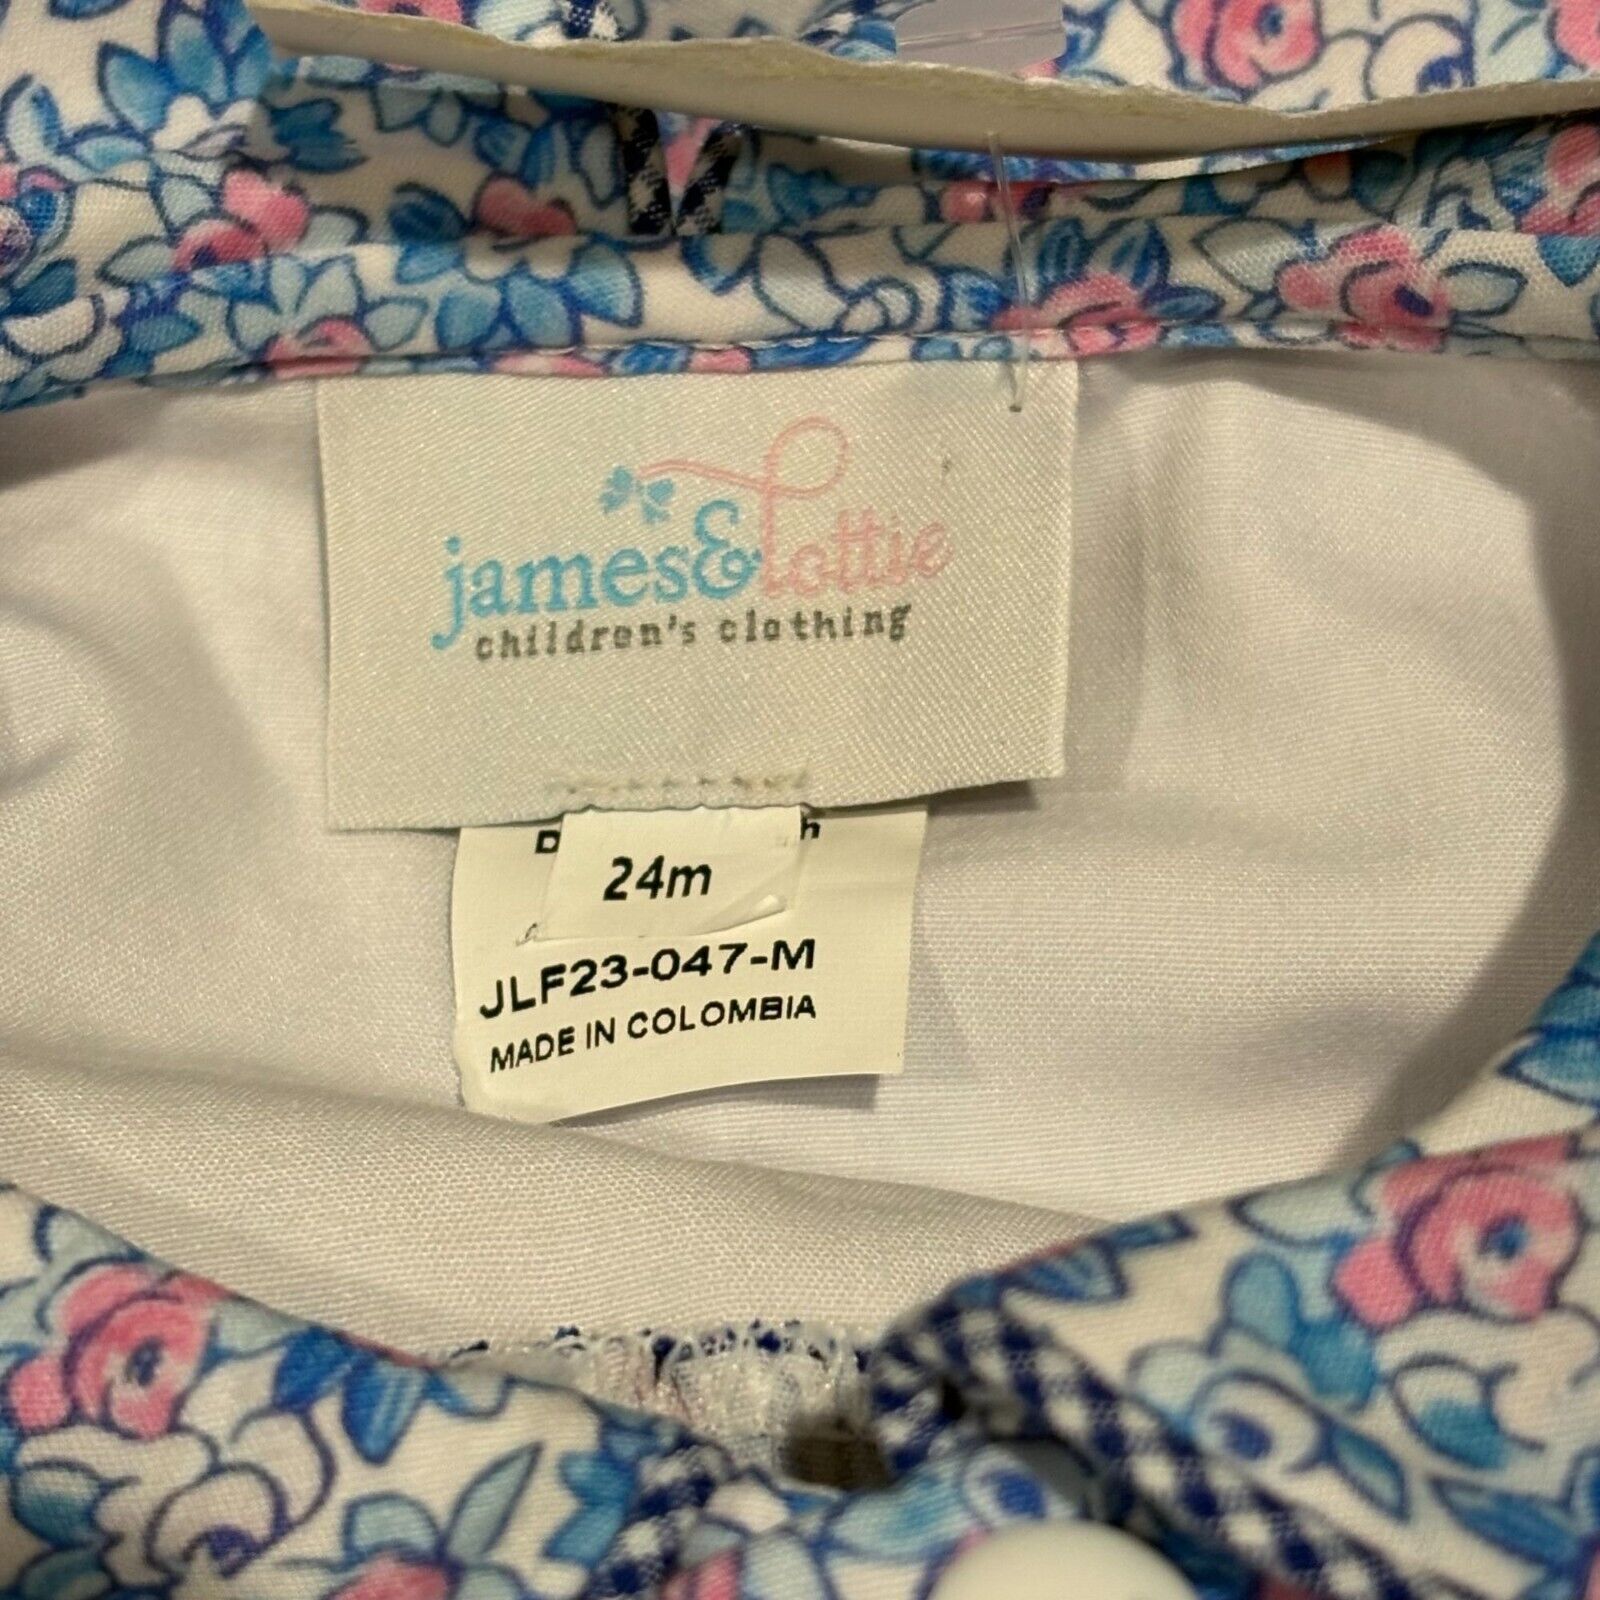 james & Lottie
children's clothing
24m
JLF23-047-M
MADE IN COLOMBIA